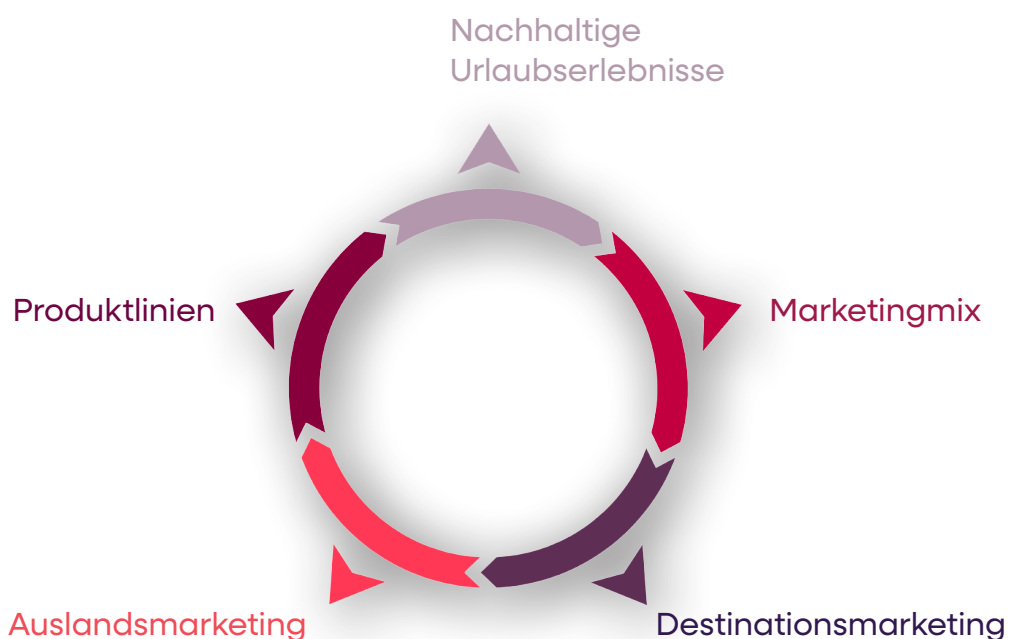 Nachhaltige
Urlaubserlebnisse
Produktlinien
Marketingmix
Auslandsmarketing
Destinationsmarketing